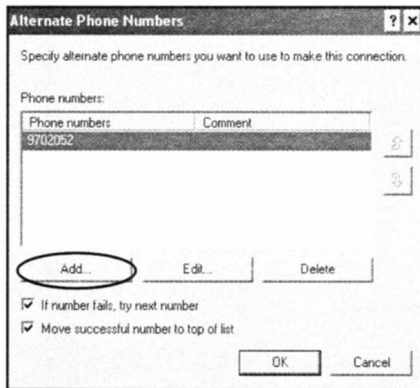 Alternate Phone Numbers
Specify alternate phone numbers you want to use to make this connection.
Phone numbers:
Phone numbers Comment
9702052
Add... Edit... Delete
If number fails, try next number
Move successful number to top of list
OK Cancel